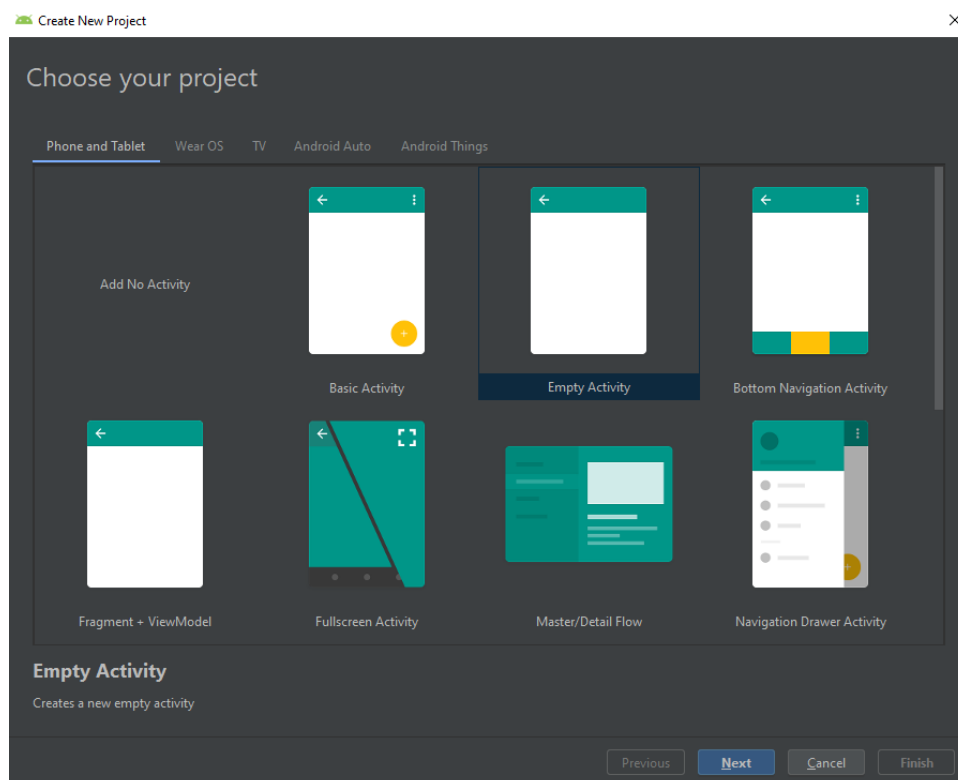 Create New Project
Choose your project
Phone and Tablet Wear OS TV Android Auto Android Things
Add No Activity
Basic Activity
Empty Activity
Bottom Navigation Activity
Fragment + ViewModel
Fullscreen Activity
Master/Detail Flow
Navigation Drawer Activity
Empty Activity
Creates a new empty activity
Previous Next Cancel Finish